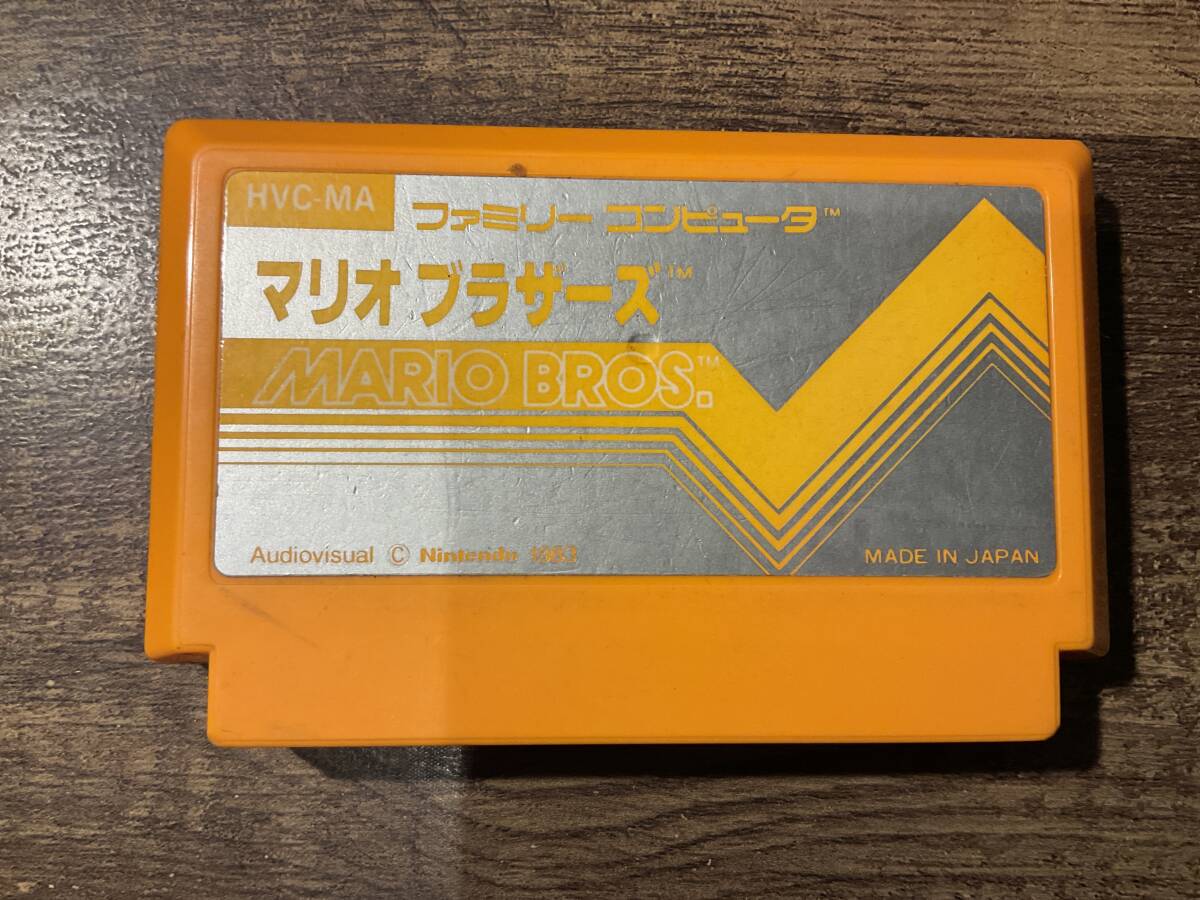 HVC-MA
ファミリー コンピュータ™
マリオ ブラザーズ™
MARIO BROS.™
Audiovisual © Nintendo 1983
MADE IN JAPAN